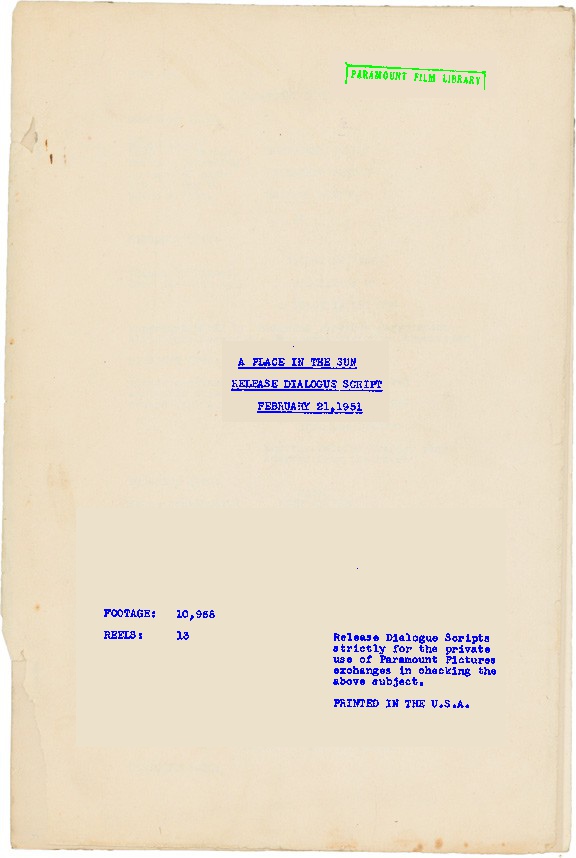 PARAMOUNT FILM LIBRARY
A PLACE IN THE SUN
RELEASE DIALOGUE SCRIPT
FEBRUARY 21,1951
FOOTAGE: 10,958
REELS: 13
Release Dialogue Scripts
strictly for the private
use of Paramount Pictures
exchanges in checking the
above subject.
PRINTED IN THE U.S.A.